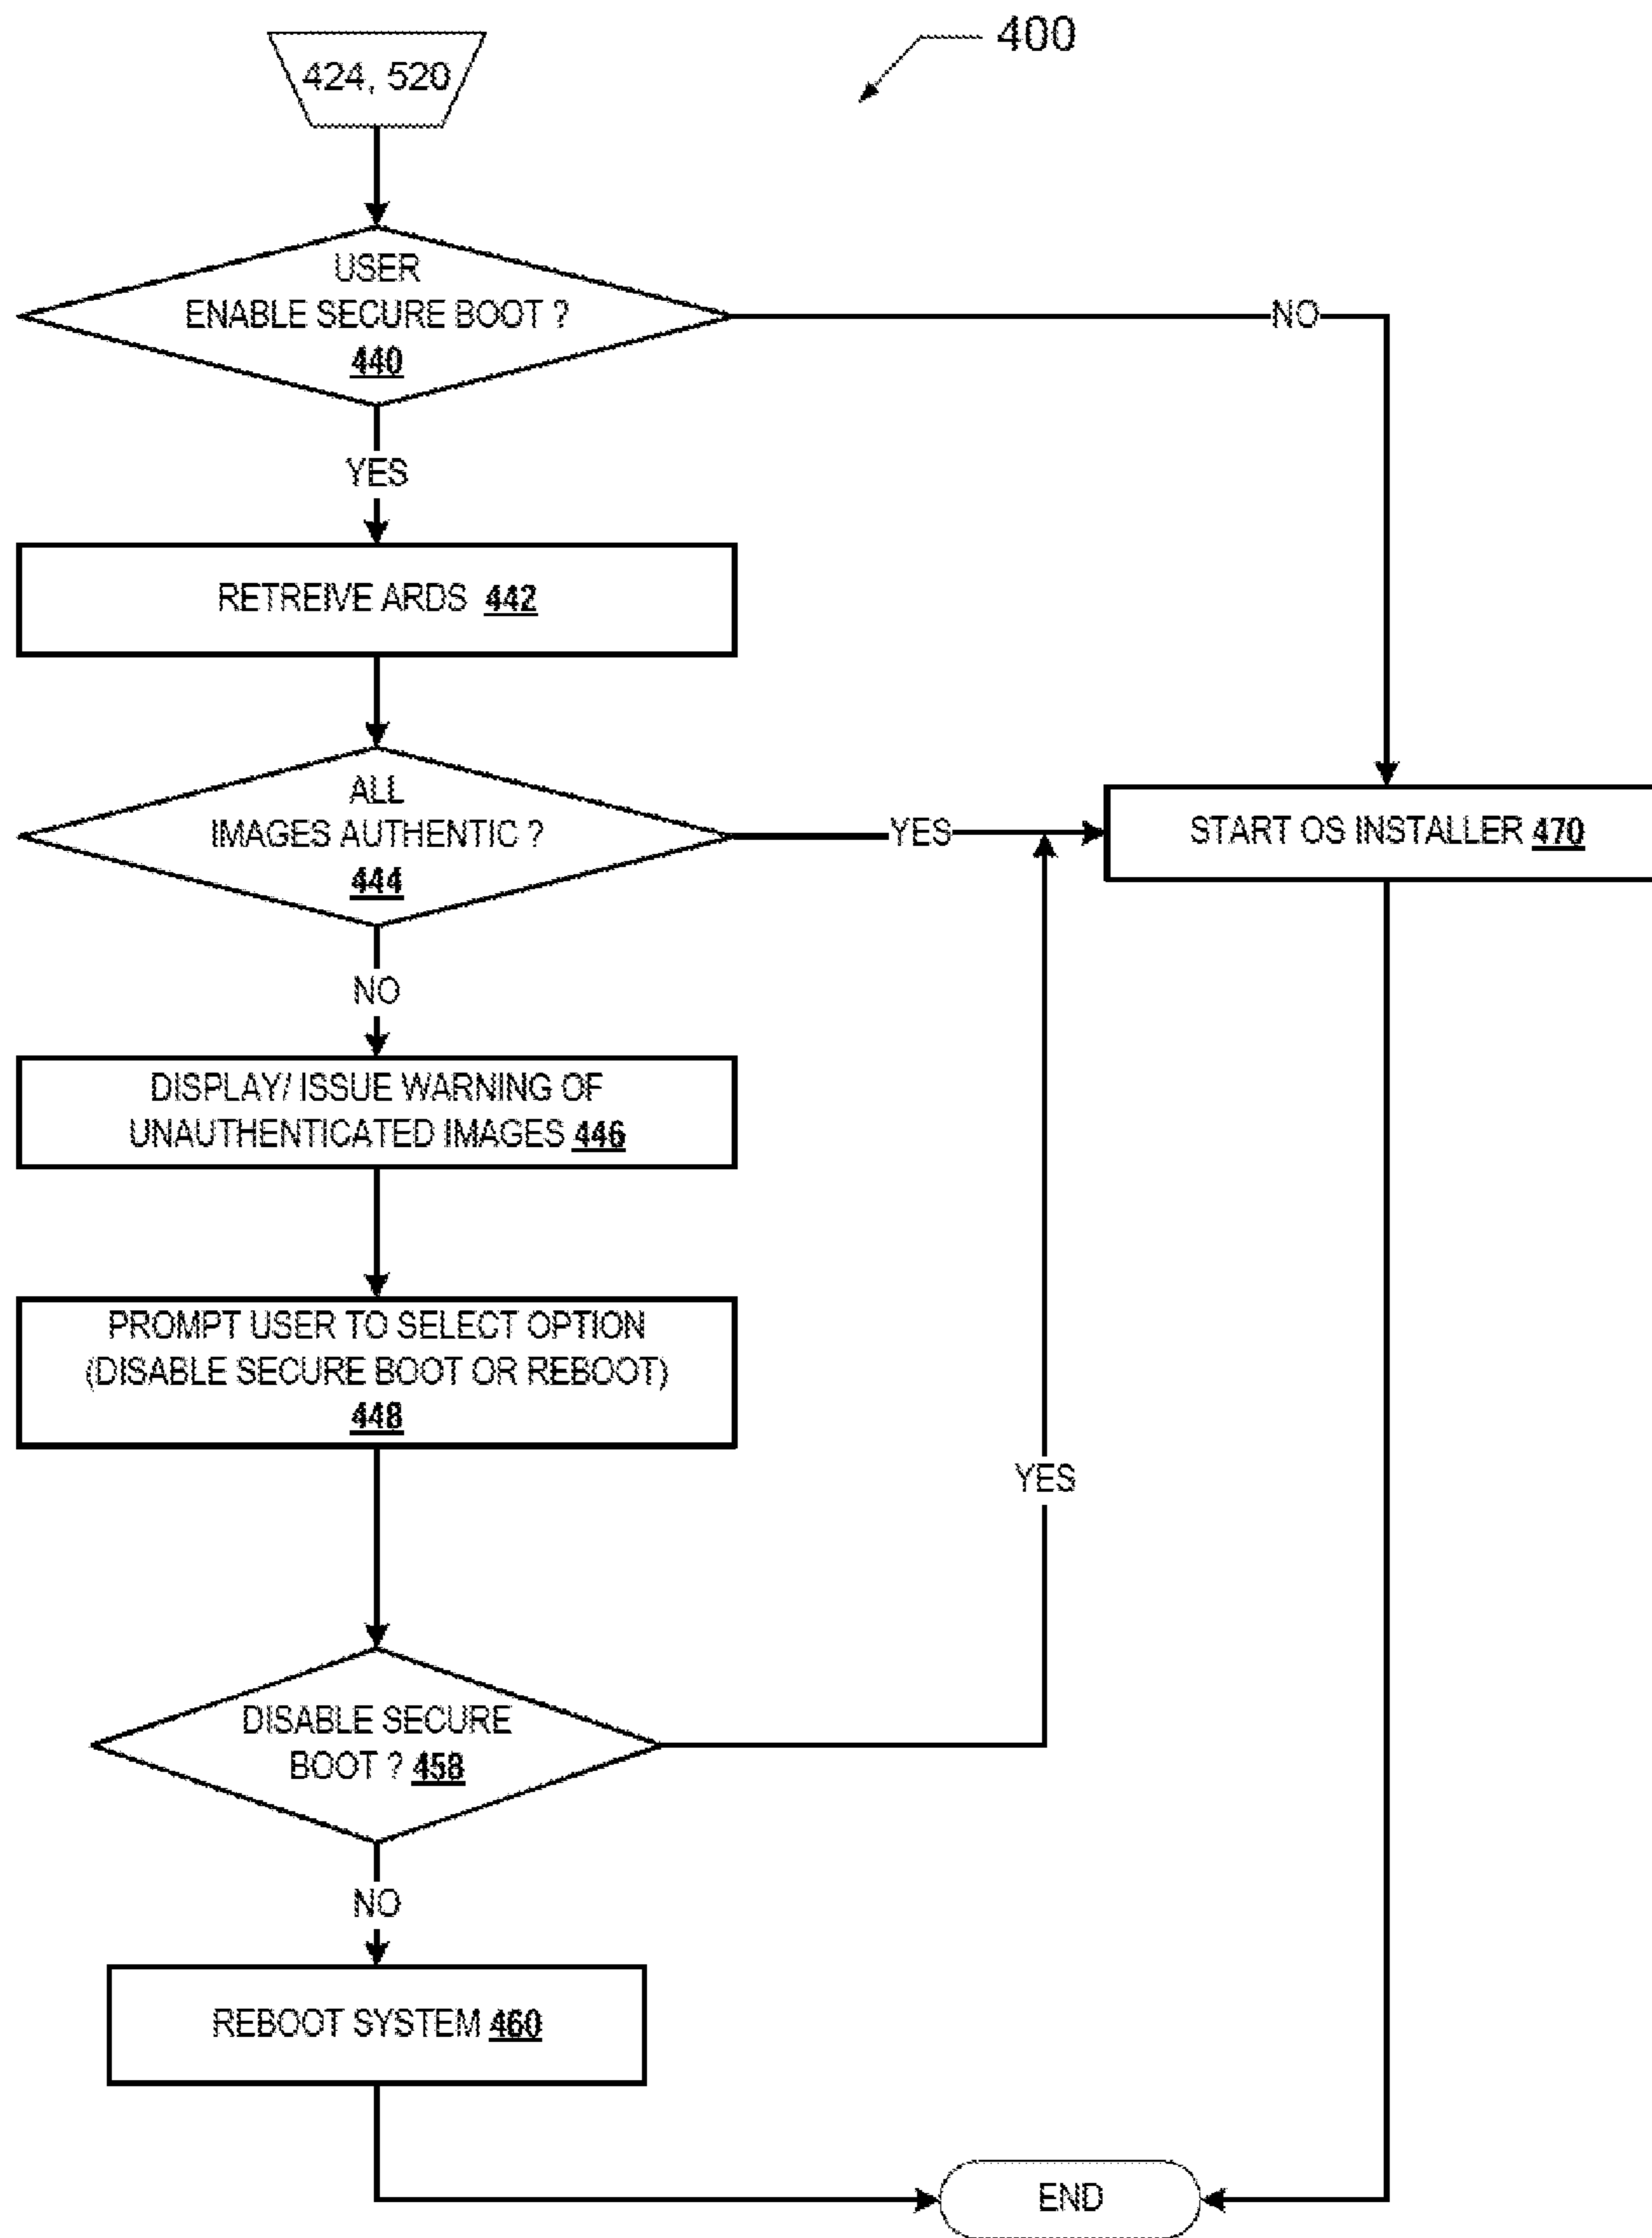 400
424, 520
USER
ENABLE SECURE BOOT ?
440
NO
YES
RETREIVE ARDS 442
ALL
IMAGES AUTHENTIC ?
444
YES
START OS INSTALLER 470
NO
DISPLAY/ ISSUE WARNING OF
UNAUTHENTICATED IMAGES 446
PROMPT USER TO SELECT OPTION
(DISABLE SECURE BOOT OR REBOOT)
448
YES
DISABLE SECURE
BOOT ? 458
NO
REBOOT SYSTEM 460
END